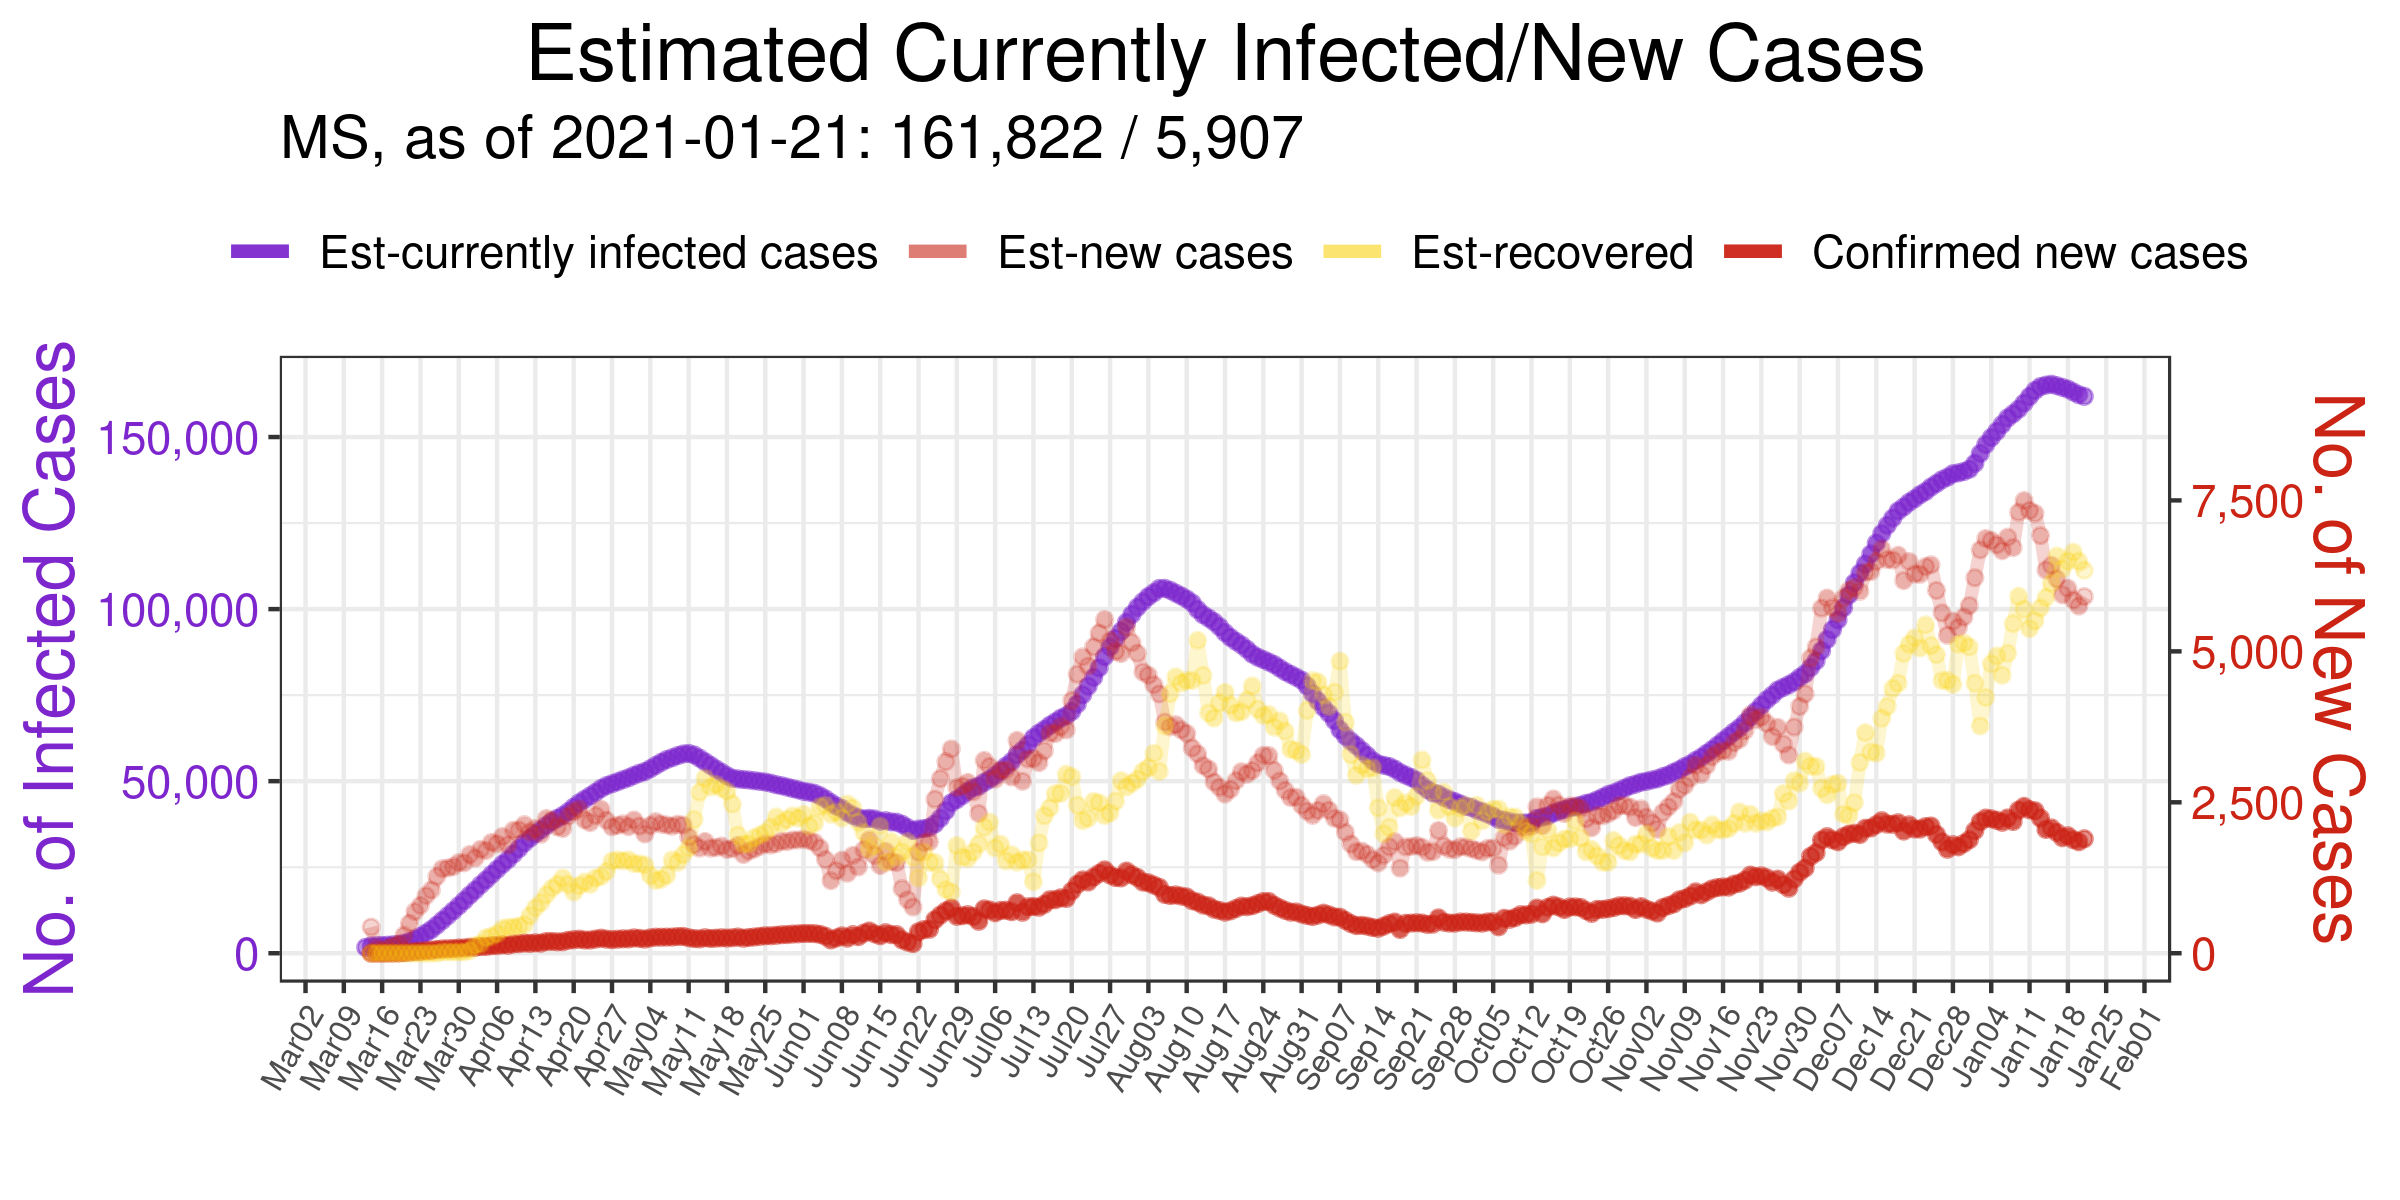 Estimated Currently Infected/New Cases
MS, as of 2021-01-21: 161,822 / 5,907
Est-currently infected cases Est-new cases Est-recovered Confirmed new cases
No. of Infected Cases
150,000
100,000
50,000
0
7,500
5,000
2,500
0
No. of New Cases
Mar02 Mar09 Mar16 Mar23 Mar30 Apr06 Apr13 Apr20 Apr27 May04 May11 May18 May25 Jun01 Jun08 Jun15 Jun22 Jun29 Jul06 Jul13 Jul20 Jul27 Aug03 Aug10 Aug17 Aug24 Aug31 Sep07 Sep14 Sep21 Sep28 Oct05 Oct12 Oct19 Oct26 Nov02 Nov09 Nov16 Nov23 Nov30 Dec07 Dec14 Dec21 Dec28 Jan04 Jan11 Jan18 Jan25 Feb01